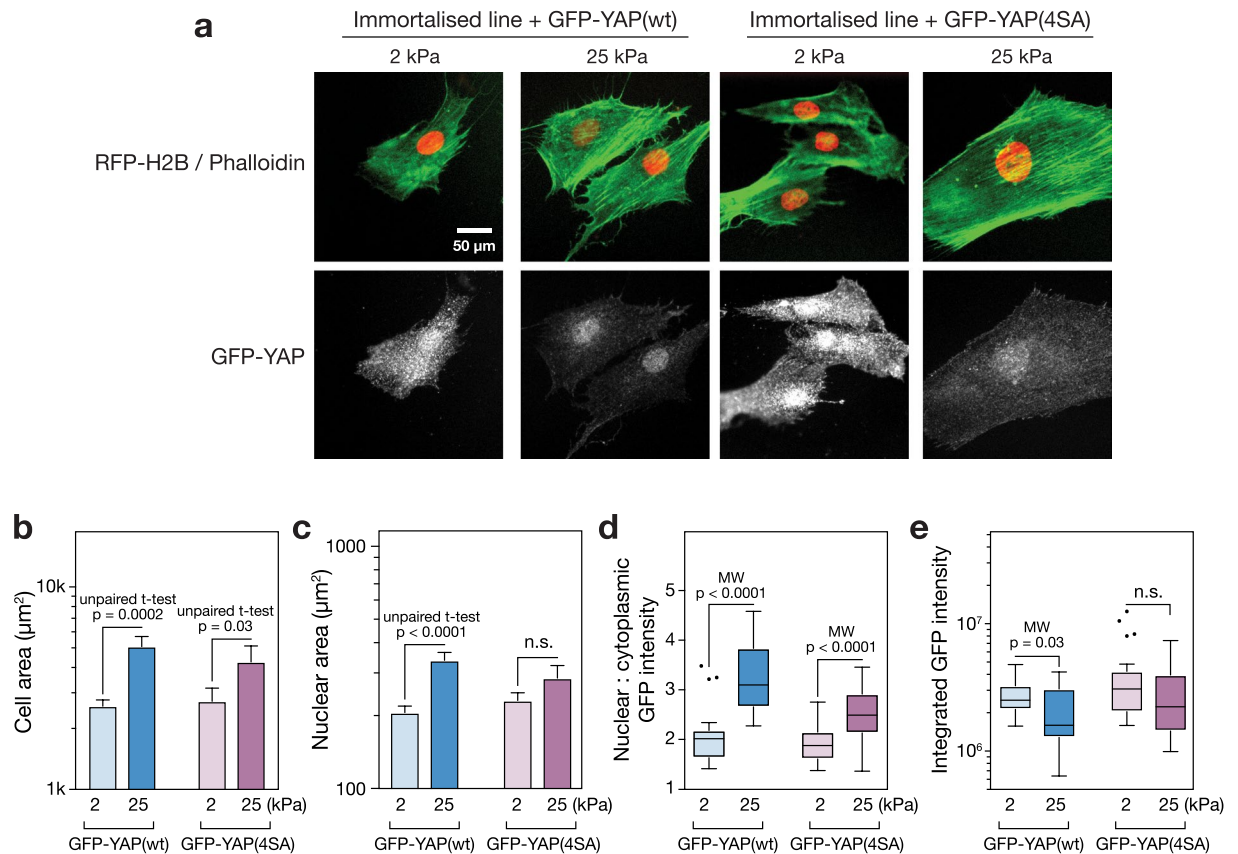 a
Immortalised line + GFP-YAP(wt)
Immortalised line + GFP-YAP(4SA)
2 kPa
25 kPa
2 kPa
25 kPa
RFP-H2B / Phalloidin
50 µm
GFP-YAP
b
Cell area (µm²)
10k
1k
unpaired t-test
p = 0.0002
unpaired t-test
p = 0.03
2 25 2 25 (kPa)
GFP-YAP(wt) GFP-YAP(4SA)
c
Nuclear area (µm²)
1000
100
unpaired t-test
p < 0.0001
n.s.
2 25 2 25 (kPa)
GFP-YAP(wt) GFP-YAP(4SA)
d
Nuclear : cytoplasmic
GFP intensity
5
4
3
2
1
MW
p < 0.0001
MW
p < 0.0001
2 25 2 25 (kPa)
GFP-YAP(wt) GFP-YAP(4SA)
e
Integrated GFP intensity
10⁷
10⁶
MW
p = 0.03
n.s.
2 25 2 25 (kPa)
GFP-YAP(wt) GFP-YAP(4SA)